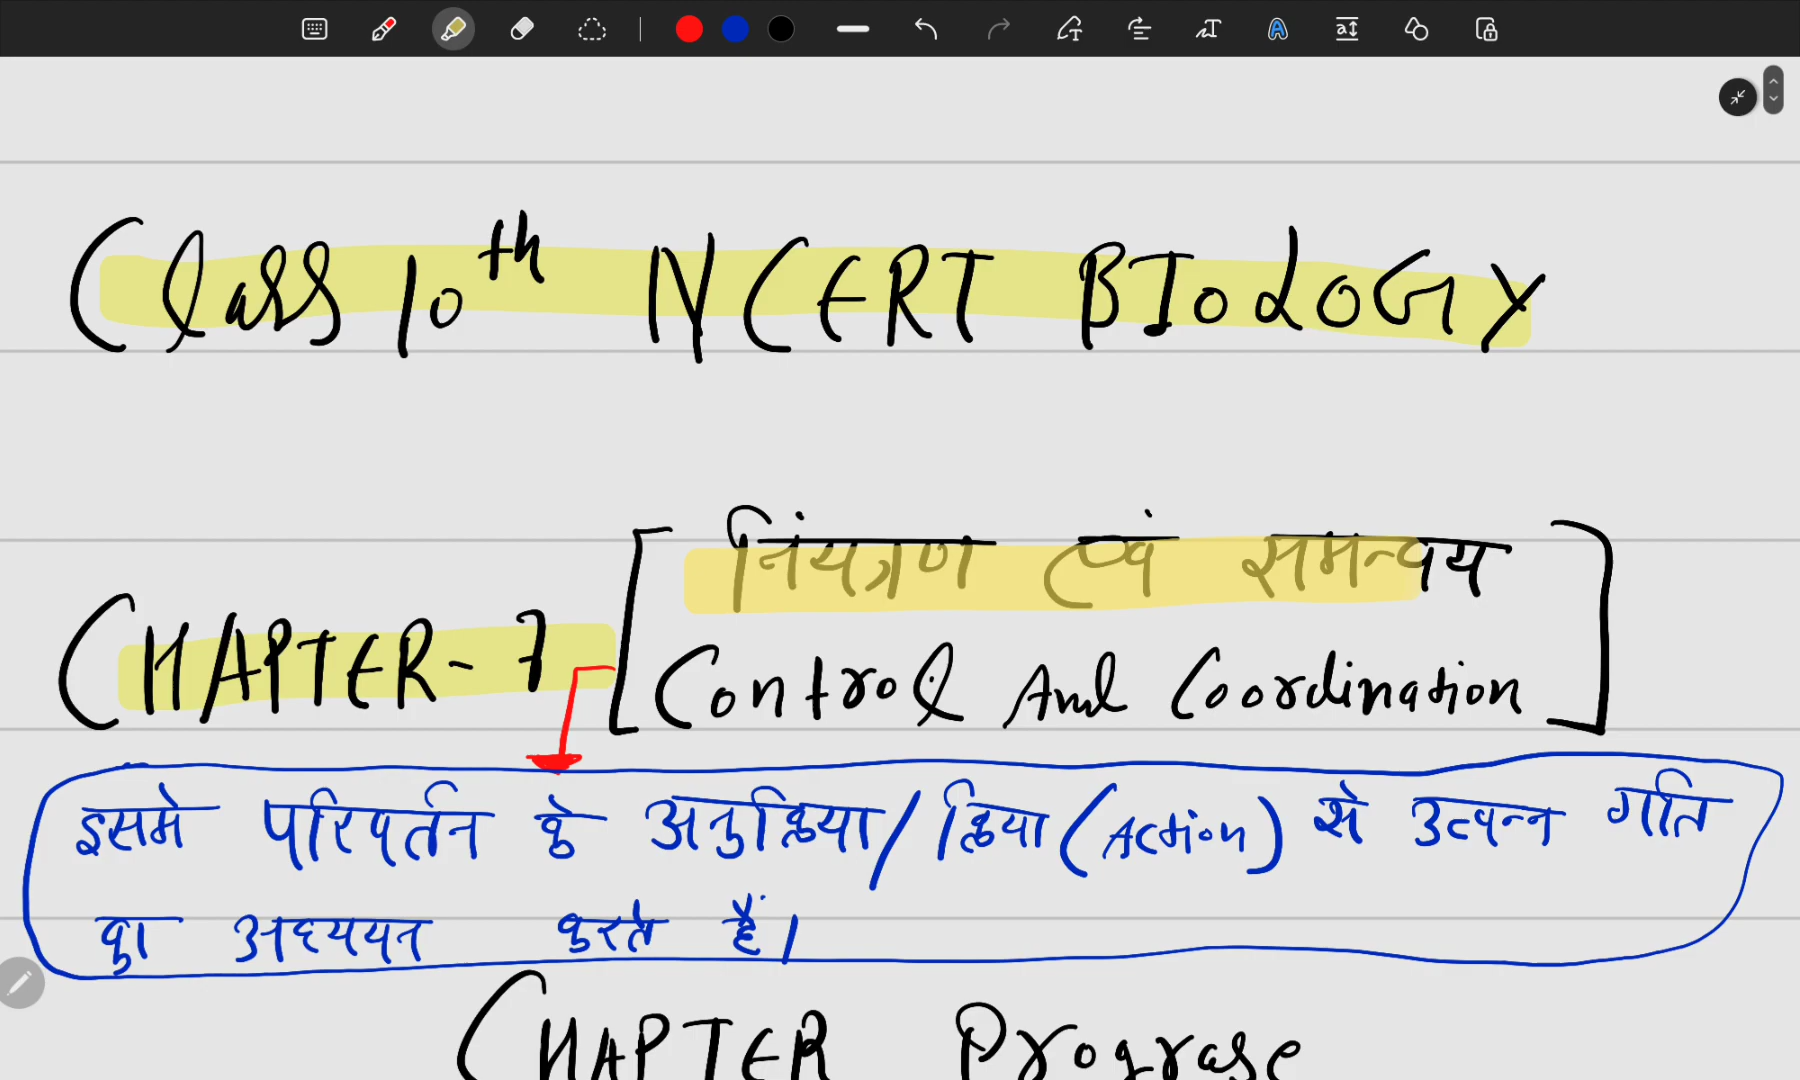 Class 10th NCERT BIOLOGY
[नियंत्रण एवं समन्वय
CHAPTER-7
Control And Coordination]
इसमे परिवर्तन के अनुक्रिया/क्रिया (Action) से उत्पन्न गति
का अध्ययन करते हैं।
CHAPTER Prograse